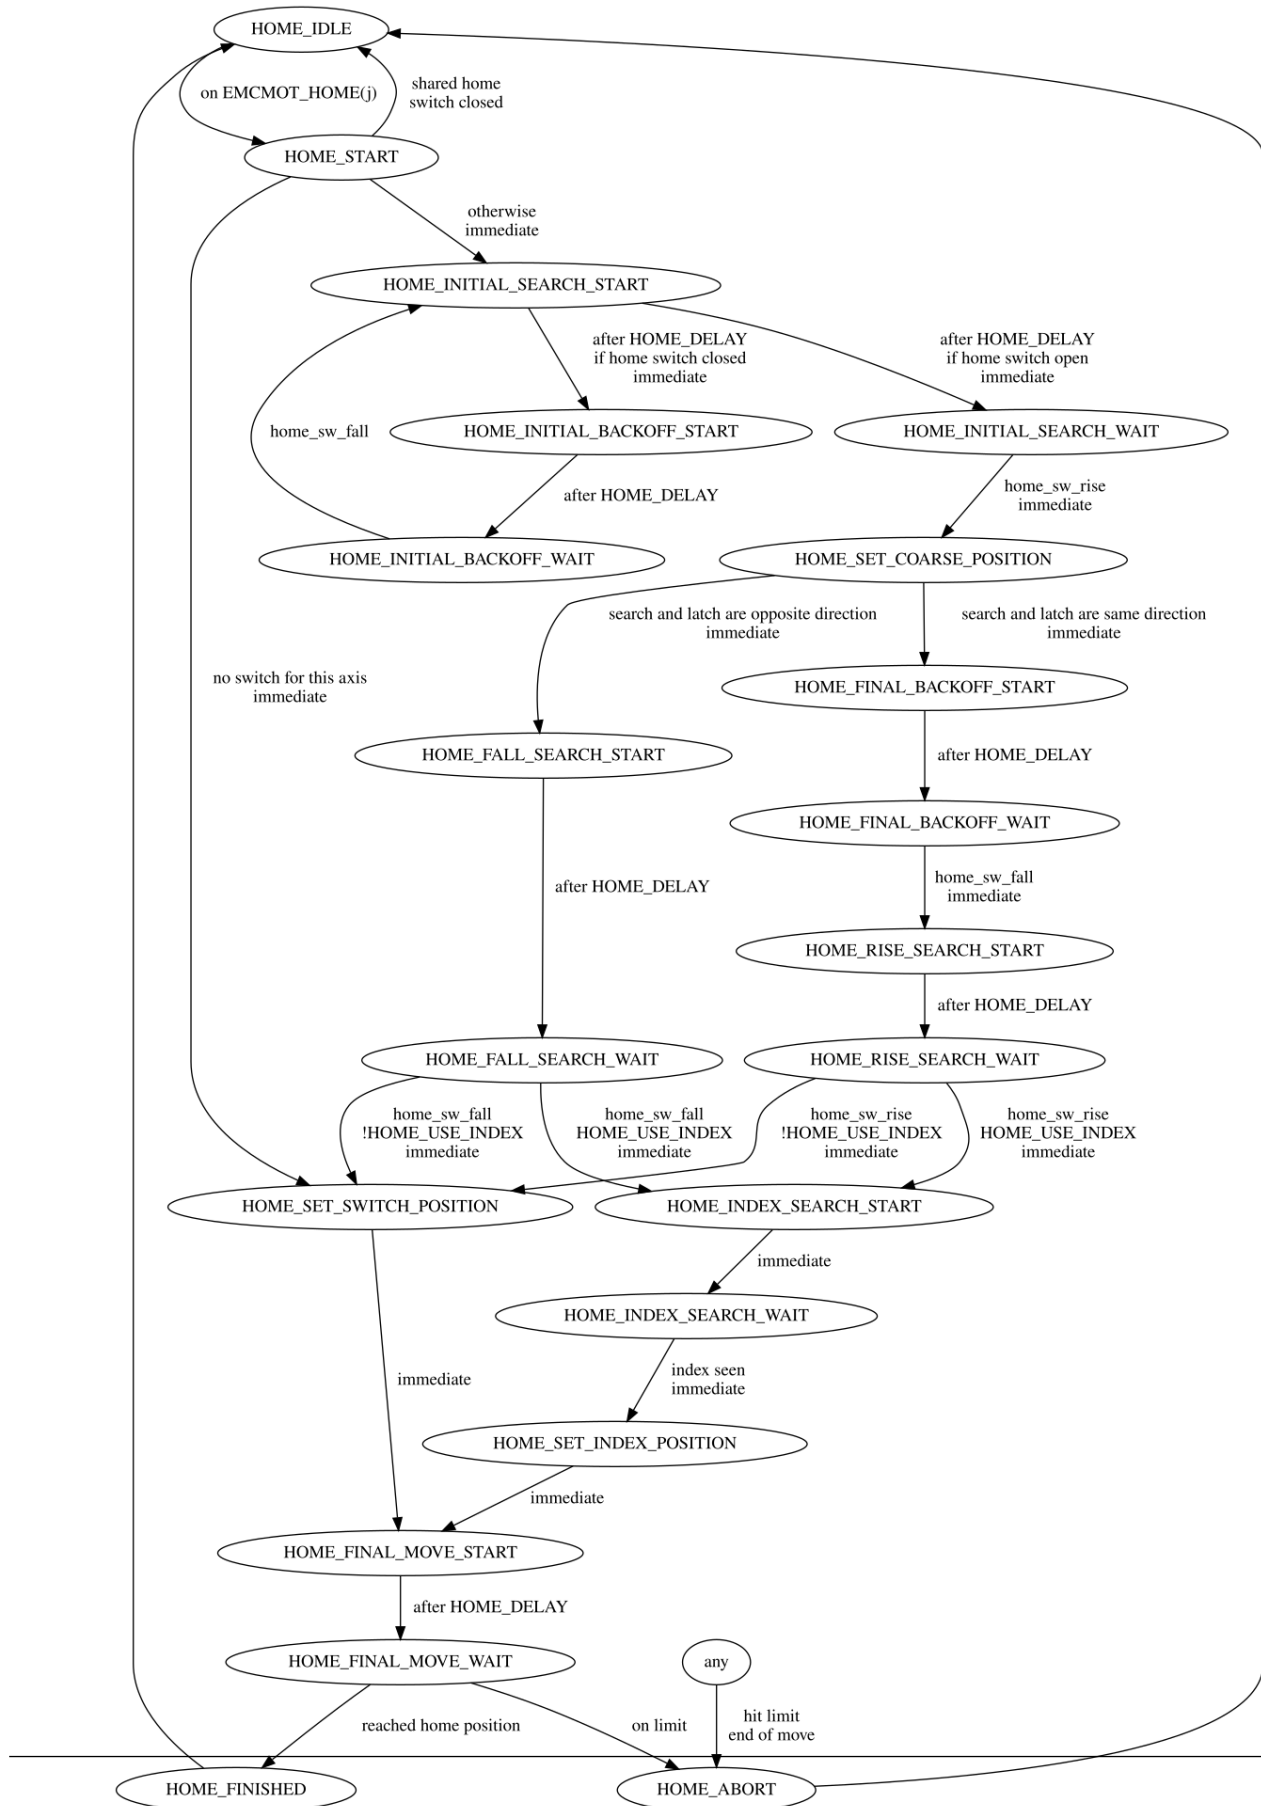 HOME_IDLE
on EMCMOT_HOME(j)
shared home
switch closed
HOME_START
otherwise
immediate
HOME_INITIAL_SEARCH_START
after HOME_DELAY
if home switch closed
immediate
after HOME_DELAY
if home switch open
immediate
home_sw_fall
HOME_INITIAL_BACKOFF_START
HOME_INITIAL_SEARCH_WAIT
after HOME_DELAY
home_sw_rise
immediate
HOME_INITIAL_BACKOFF_WAIT
HOME_SET_COARSE_POSITION
search and latch are opposite direction
immediate
search and latch are same direction
immediate
no switch for this axis
immediate
HOME_FINAL_BACKOFF_START
HOME_FALL_SEARCH_START
after HOME_DELAY
HOME_FINAL_BACKOFF_WAIT
after HOME_DELAY
home_sw_fall
immediate
HOME_RISE_SEARCH_START
after HOME_DELAY
HOME_FALL_SEARCH_WAIT
HOME_RISE_SEARCH_WAIT
home_sw_fall
!HOME_USE_INDEX
immediate
home_sw_fall
HOME_USE_INDEX
immediate
home_sw_rise
!HOME_USE_INDEX
immediate
home_sw_rise
HOME_USE_INDEX
immediate
HOME_SET_SWITCH_POSITION
HOME_INDEX_SEARCH_START
immediate
HOME_INDEX_SEARCH_WAIT
immediate
index seen
immediate
HOME_SET_INDEX_POSITION
immediate
HOME_FINAL_MOVE_START
after HOME_DELAY
HOME_FINAL_MOVE_WAIT
any
reached home position
on limit
hit limit
end of move
HOME_FINISHED
HOME_ABORT